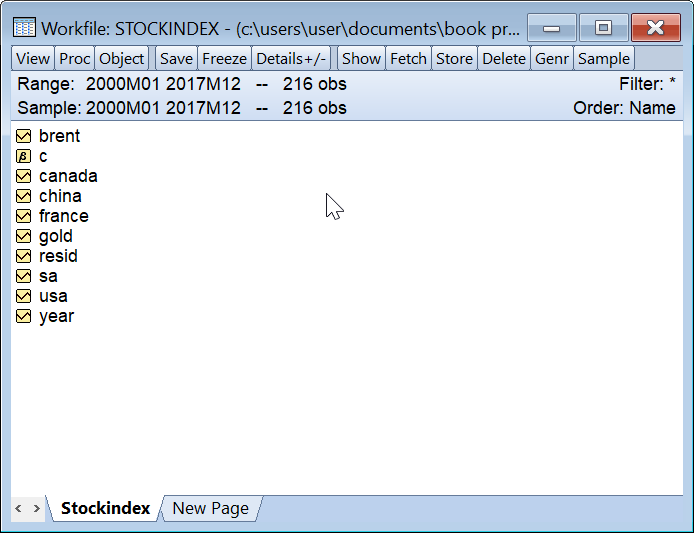 Workfile: STOCKINDEX - (c:\users\user\documents\book pr...
View Proc Object Save Freeze Details+/- Show Fetch Store Delete Genr Sample
Range: 2000M01 2017M12 -- 216 obs Filter: *
Sample: 2000M01 2017M12 -- 216 obs Order: Name
brent
β c
canada
china
france
gold
resid
sa
usa
year
< > Stockindex New Page